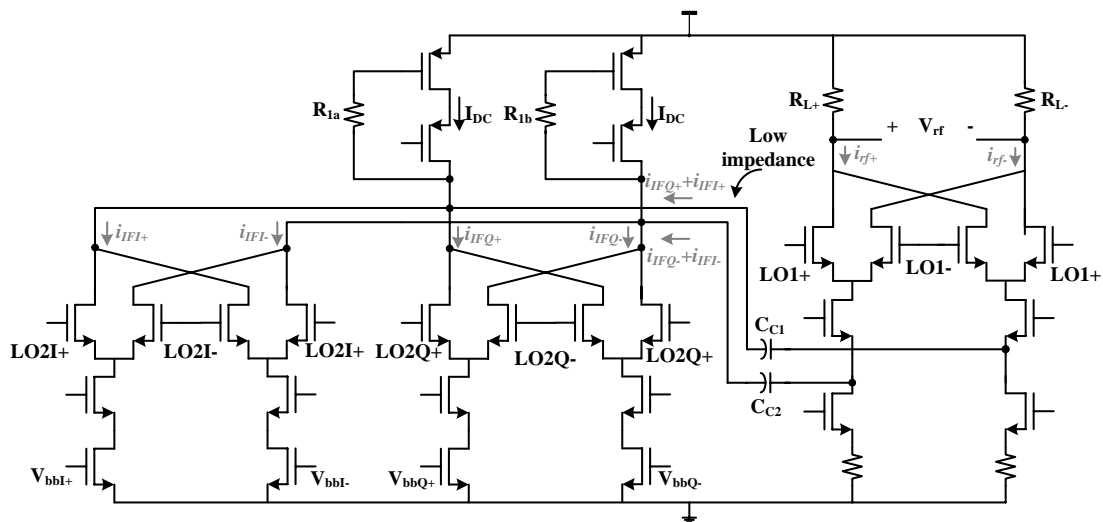 R1a
IDC
R1b
IDC
RL+
RL-
+ Vrf -
Low
impedance
irf+
irf-
iIFQ++iIFI+
iIFI+
iIFI-
iIFQ+
iIFQ-
iIFQ-+iIFI-
LO1+
LO1-
LO1+
LO2I+
LO2I-
LO2I+
LO2Q+
LO2Q-
LO2Q+
CC1
CC2
VbbI+
VbbI-
VbbQ+
VbbQ-